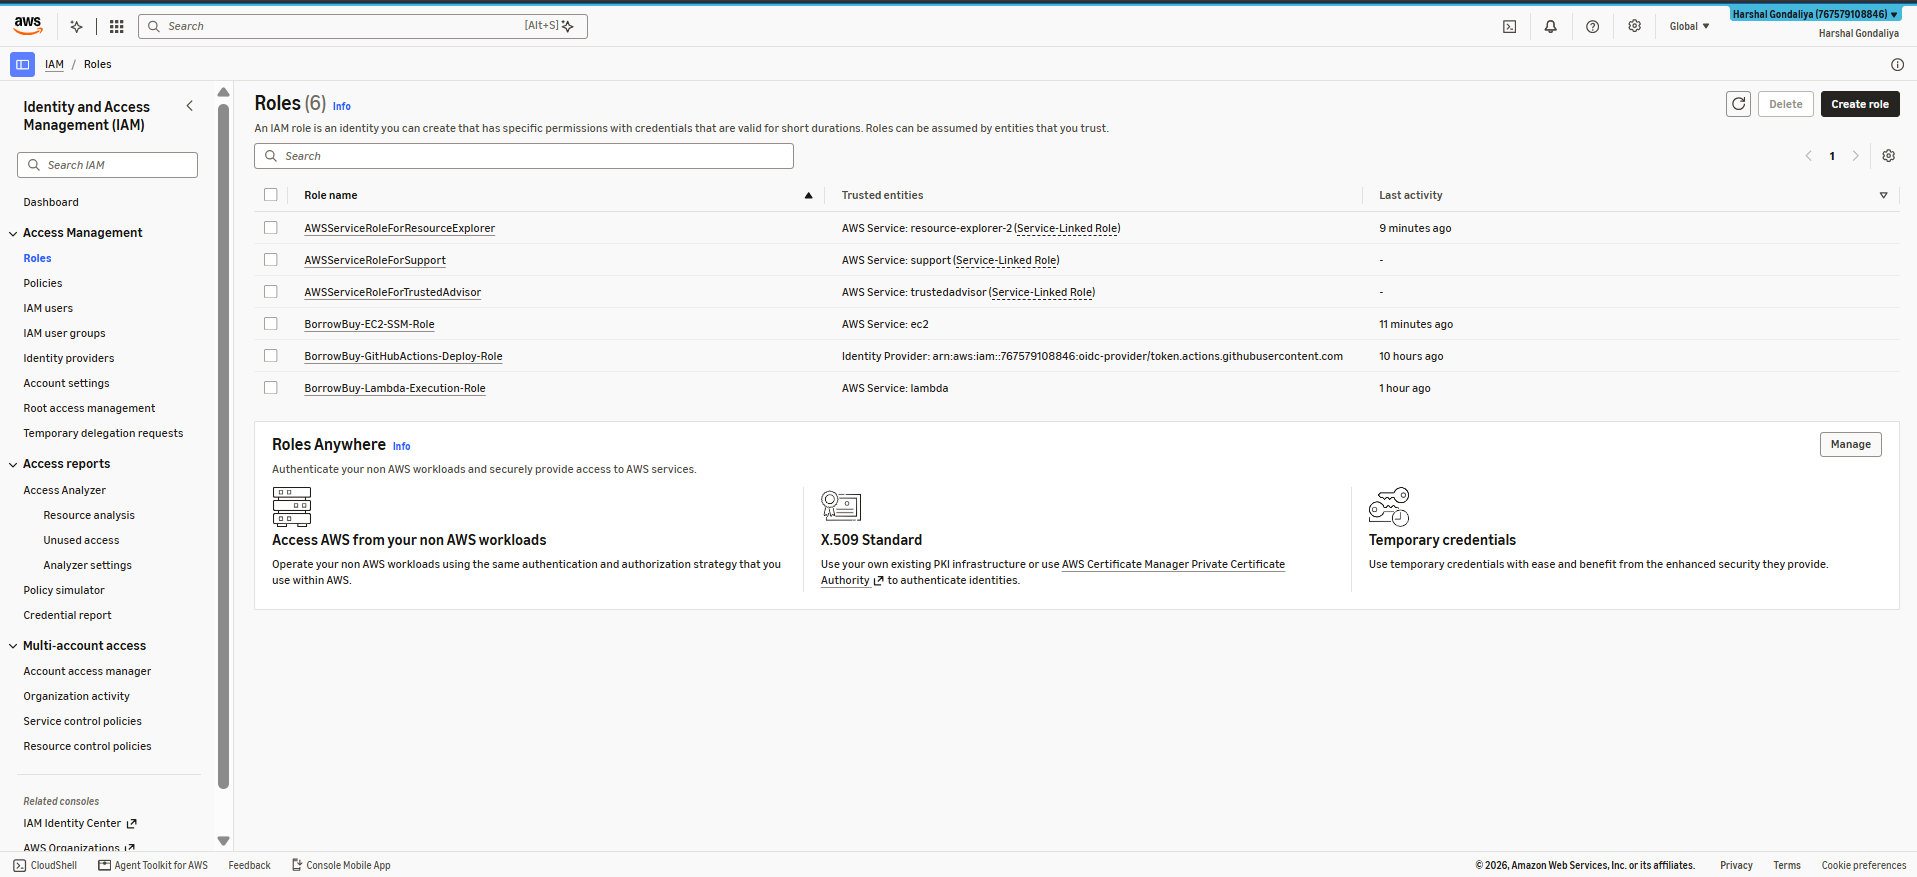 aws
Search
[Alt+S]
Global
Harshal Gondaliya (767579108846)
Harshal Gondaliya
IAM / Roles
Identity and Access
Management (IAM)
Search IAM
Dashboard
Access Management
Roles
Policies
IAM users
IAM user groups
Identity providers
Account settings
Root access management
Temporary delegation requests
Access reports
Access Analyzer
Resource analysis
Unused access
Analyzer settings
Policy simulator
Credential report
Multi-account access
Account access manager
Organization activity
Service control policies
Resource control policies
Related consoles
IAM Identity Center
AWS Organizations
Roles (6) Info
Delete
Create role
An IAM role is an identity you can create that has specific permissions with credentials that are valid for short durations. Roles can be assumed by entities that you trust.
Search
1
Role name Trusted entities Last activity
AWSServiceRoleForResourceExplorer AWS Service: resource-explorer-2 (Service-Linked Role) 9 minutes ago
AWSServiceRoleForSupport AWS Service: support (Service-Linked Role) -
AWSServiceRoleForTrustedAdvisor AWS Service: trustedadvisor (Service-Linked Role) -
BorrowBuy-EC2-SSM-Role AWS Service: ec2 11 minutes ago
BorrowBuy-GitHubActions-Deploy-Role Identity Provider: arn:aws:iam::767579108846:oidc-provider/token.actions.githubusercontent.com 10 hours ago
BorrowBuy-Lambda-Execution-Role AWS Service: lambda 1 hour ago
Roles Anywhere Info
Manage
Authenticate your non AWS workloads and securely provide access to AWS services.
Access AWS from your non AWS workloads
Operate your non AWS workloads using the same authentication and authorization strategy that you
use within AWS.
X.509 Standard
Use your own existing PKI infrastructure or use AWS Certificate Manager Private Certificate
Authority to authenticate identities.
Temporary credentials
Use temporary credentials with ease and benefit from the enhanced security they provide.
CloudShell
Agent Toolkit for AWS
Feedback
Console Mobile App
© 2026, Amazon Web Services, Inc. or its affiliates.
Privacy
Terms
Cookie preferences